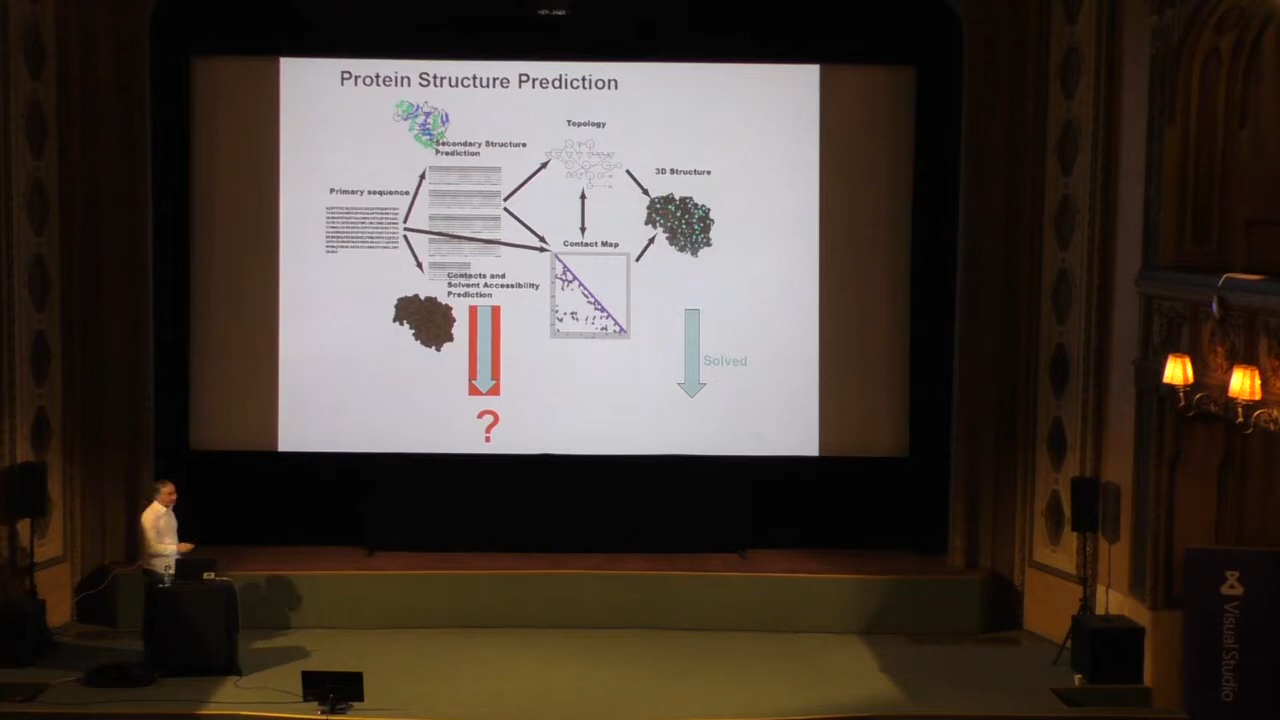 Protein Structure Prediction
Topology
Secondary Structure
Prediction
3D Structure
Primary sequence
Contact Map
Contacts and
Solvent Accessibility
Prediction
Solved
?
Visual Studio